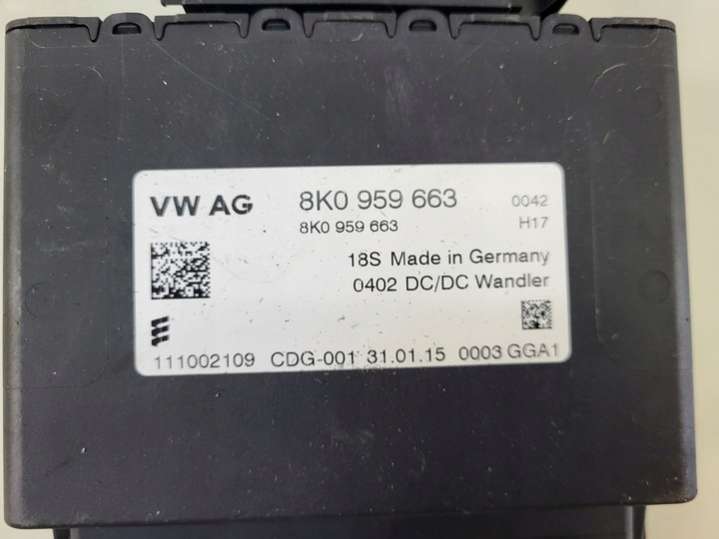 VW AG 8K0 959 663 0042
8K0 959 663 H17
18S Made in Germany
0402 DC/DC Wandler
111002109 CDG-001 31.01.15 0003 GGA1